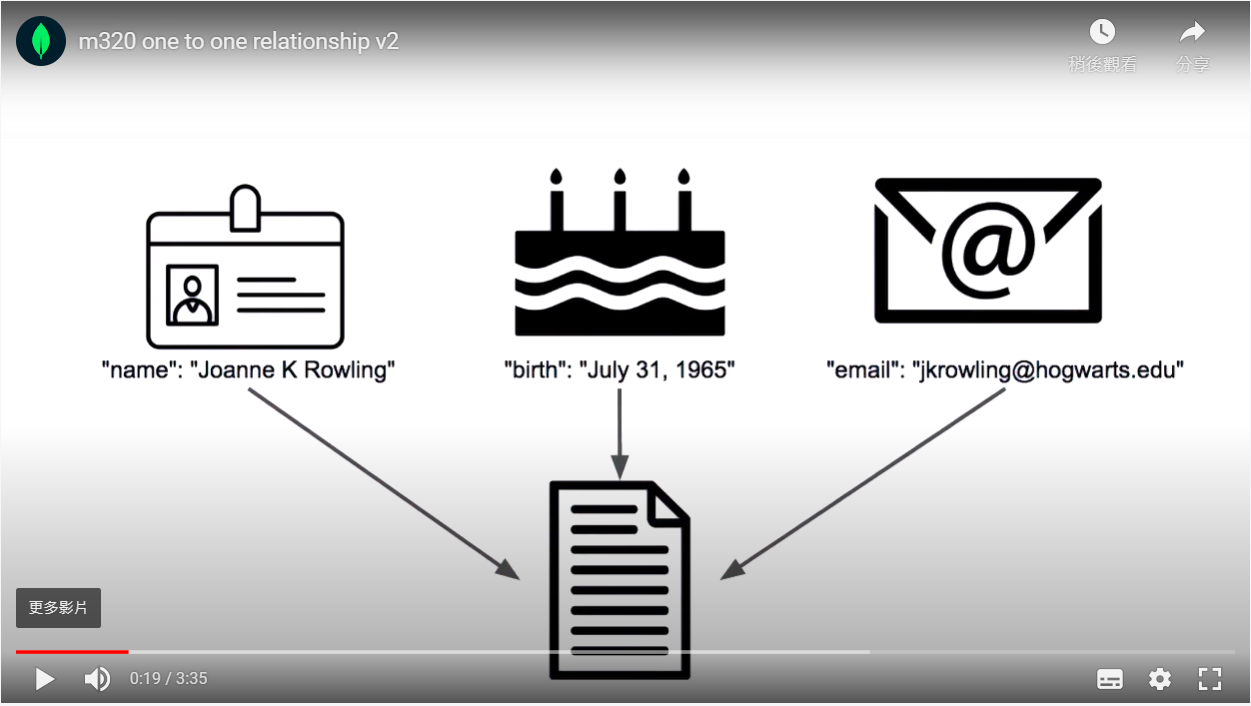 m320 one to one relationship v2
稍後觀看
分享
"name": "Joanne K Rowling"
"birth": "July 31, 1965"
"email": "jkrowling@hogwarts.edu"
@
更多影片
0:19 / 3:35